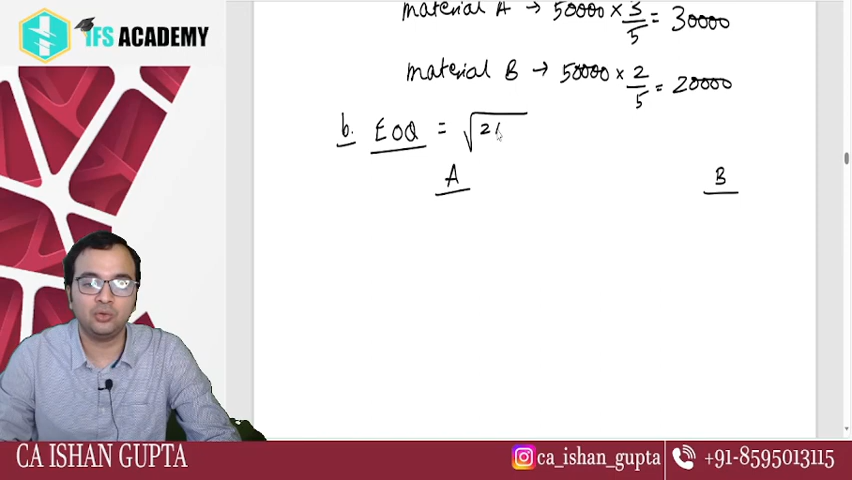 IFS ACADEMY
material A → 50000 × 3/5 = 30000
material B → 50000 × 2/5 = 20000
b. EOQ = √2
A B
CA ISHAN GUPTA ca_ishan_gupta +91-8595013115